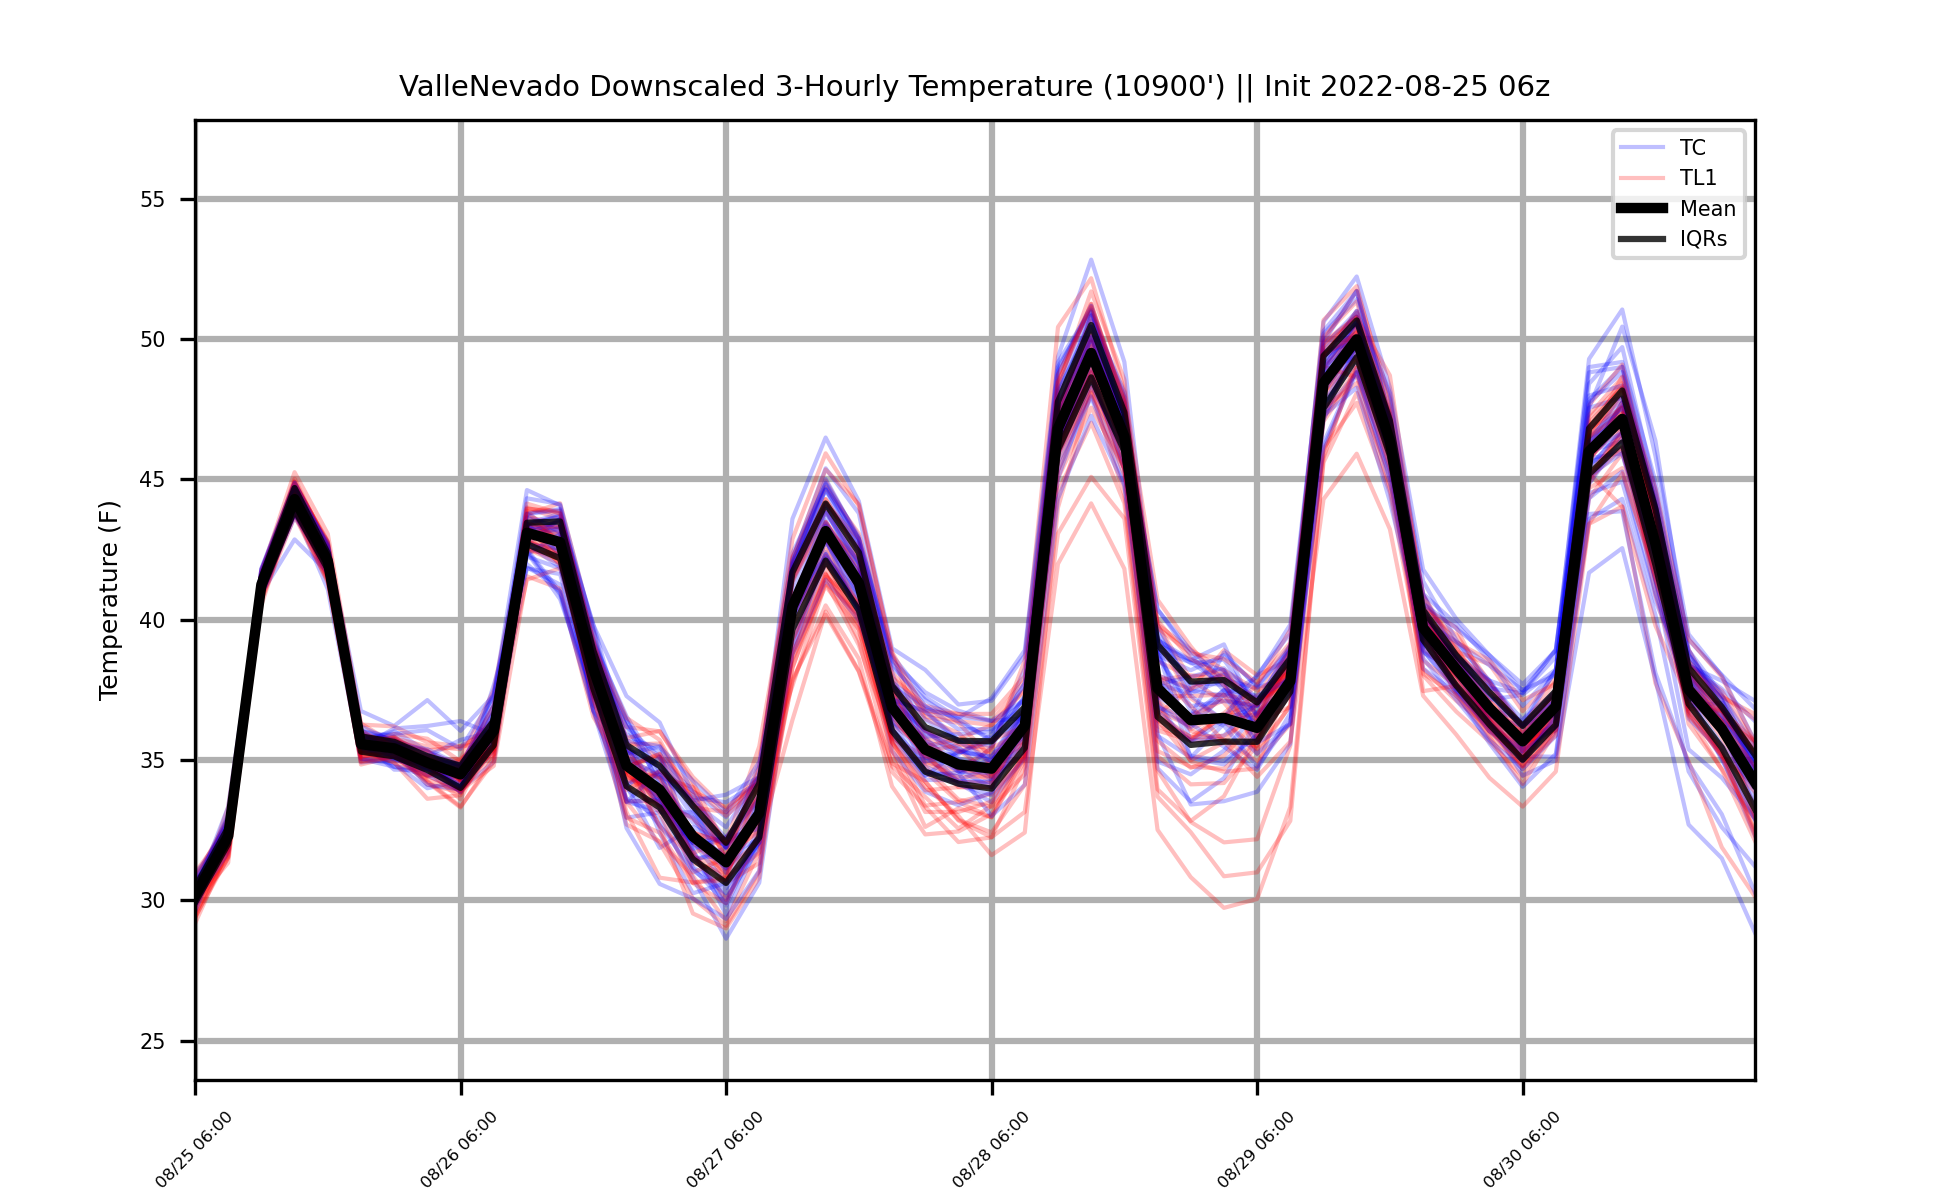 ValleNevado Downscaled 3-Hourly Temperature (10900') || Init 2022-08-25 06z
TC
TL1
Mean
IQRs
Temperature (F)
55
50
45
40
35
30
25
08/25 06:00
08/26 06:00
08/27 06:00
08/28 06:00
08/29 06:00
08/30 06:00